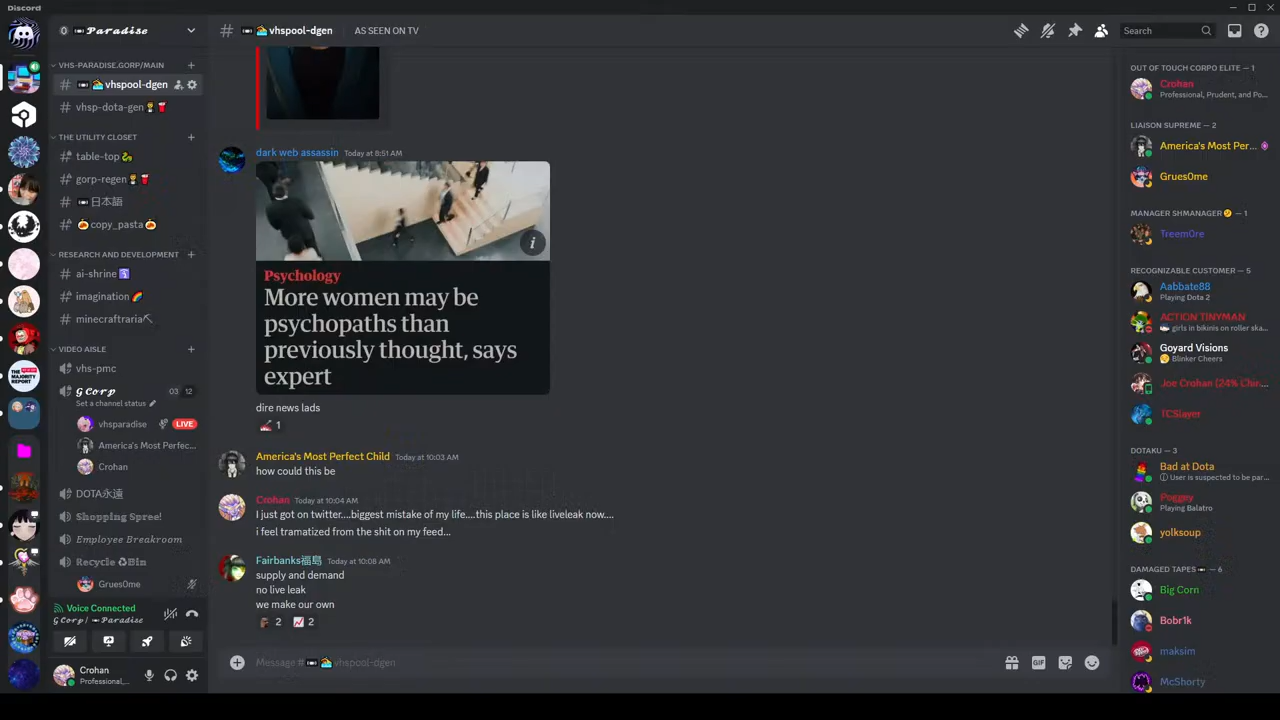 Discord
𝓟𝓪𝓻𝓪𝓭𝓲𝓼𝓮
# vhspool-dgen
AS SEEN ON TV
Search
VHS-PARADISE.GORP/MAIN
# vhspool-dgen
# vhsp-dota-gen
THE UTILITY CLOSET
# table-top
# gorp-regen
# 日本語
# copy_pasta
RESEARCH AND DEVELOPMENT
# ai-shrine
# imagination
# minecraftraria
VIDEO AISLE
vhs-pmc
𝓖 𝓒𝓸𝓻𝓹 03 12
Set a channel status
vhsparadise LIVE
America's Most Perfec...
Crohan
DOTA永遠
Shopping Spree!
Employee Breakroom
Recycle Bin
Grues0me
Voice Connected
𝓖 𝓒𝓸𝓻𝓹 / 𝓟𝓪𝓻𝓪𝓭𝓲𝓼𝓮
Crohan
Professional,...
THE MAJORITY REPORT
dark web assassin Today at 8:51 AM
Psychology
More women may be
psychopaths than
previously thought, says
expert
dire news lads
1
America's Most Perfect Child Today at 10:03 AM
how could this be
Crohan Today at 10:04 AM
I just got on twitter....biggest mistake of my life....this place is like liveleak now....
i feel tramatized from the shit on my feed...
Fairbanks福島 Today at 10:08 AM
supply and demand
no live leak
we make our own
2 2
Message # vhspool-dgen
GIF
OUT OF TOUCH CORPO ELITE — 1
Crohan
Professional, Prudent, and Po...
LIAISON SUPREME — 2
America's Most Per...
Grues0me
MANAGER SHMANAGER — 1
Treem0re
RECOGNIZABLE CUSTOMER — 5
Aabbate88
Playing Dota 2
ACTION TINYMAN
girls in bikinis on roller ska...
Goyard Visions
Blinker Cheers
Joe Crohan (24% Chin...
TCSlayer
DOTAKU — 3
Bad at Dota
User is suspected to be par...
Poggey
Playing Balatro
yolksoup
DAMAGED TAPES — 6
Big Corn
Bobr1k
maksim
McShorty